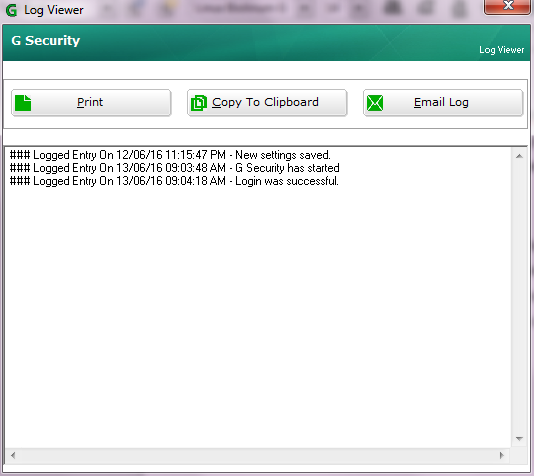 G Log Viewer
G Security
Log Viewer
Print
Copy To Clipboard
Email Log
### Logged Entry On 12/06/16 11:15:47 PM - New settings saved.
### Logged Entry On 13/06/16 09:03:48 AM - G Security has started
### Logged Entry On 13/06/16 09:04:18 AM - Login was successful.